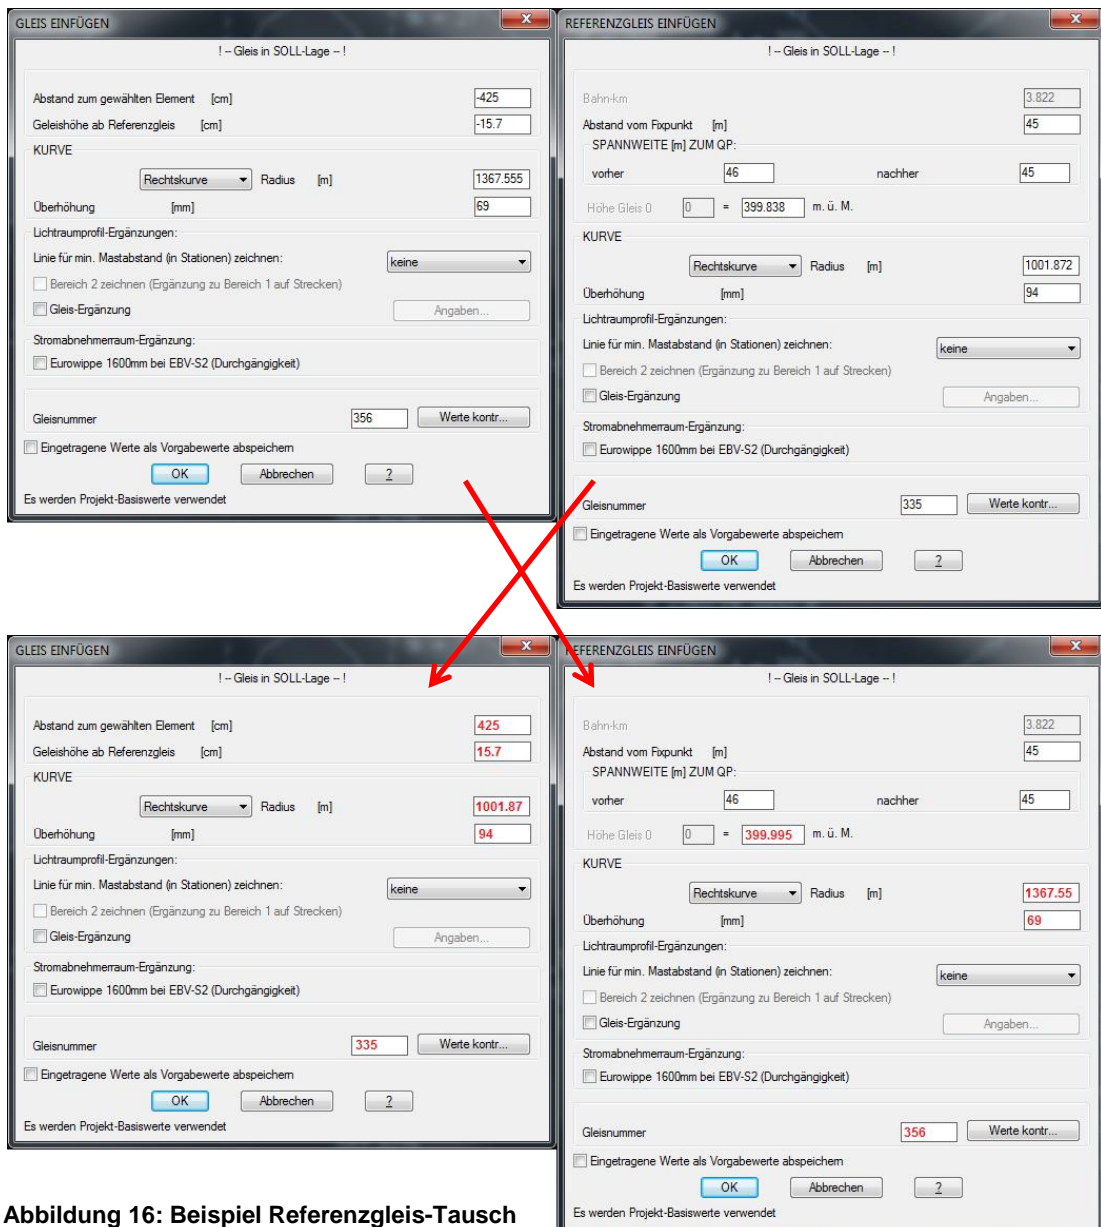 GLEIS EINFÜGEN
! -- Gleis in SOLL-Lage -- !
Abstand zum gewählten Element [cm] -425
Geleishöhe ab Referenzgleis [cm] -15.7
KURVE
Rechtskurve Radius [m] 1367.555
Überhöhung [mm] 69
Lichtraumprofil-Ergänzungen:
Linie für min. Mastabstand (in Stationen) zeichnen: keine
Bereich 2 zeichnen (Ergänzung zu Bereich 1 auf Strecken)
Gleis-Ergänzung Angaben...
Stromabnehmerraum-Ergänzung:
Eurowippe 1600mm bei EBV-S2 (Durchgängigkeit)
Gleisnummer 356 Werte kontr...
Eingetragene Werte als Vorgabewerte abspeichern
OK Abbrechen ?
Es werden Projekt-Basiswerte verwendet
REFERENZGLEIS EINFÜGEN
! -- Gleis in SOLL-Lage -- !
Bahn-km 3.822
Abstand vom Fixpunkt [m] 45
SPANNWEITE [m] ZUM QP:
vorher 46 nachher 45
Höhe Gleis 0 0 = 399.838 m. ü. M.
KURVE
Rechtskurve Radius [m] 1001.872
Überhöhung [mm] 94
Lichtraumprofil-Ergänzungen:
Linie für min. Mastabstand (in Stationen) zeichnen: keine
Bereich 2 zeichnen (Ergänzung zu Bereich 1 auf Strecken)
Gleis-Ergänzung Angaben...
Stromabnehmerraum-Ergänzung:
Eurowippe 1600mm bei EBV-S2 (Durchgängigkeit)
Gleisnummer 335 Werte kontr...
Eingetragene Werte als Vorgabewerte abspeichern
OK Abbrechen ?
Es werden Projekt-Basiswerte verwendet
GLEIS EINFÜGEN
! -- Gleis in SOLL-Lage -- !
Abstand zum gewählten Element [cm] 425
Geleishöhe ab Referenzgleis [cm] 15.7
KURVE
Rechtskurve Radius [m] 1001.87
Überhöhung [mm] 94
Lichtraumprofil-Ergänzungen:
Linie für min. Mastabstand (in Stationen) zeichnen: keine
Bereich 2 zeichnen (Ergänzung zu Bereich 1 auf Strecken)
Gleis-Ergänzung Angaben...
Stromabnehmerraum-Ergänzung:
Eurowippe 1600mm bei EBV-S2 (Durchgängigkeit)
Gleisnummer 335 Werte kontr...
Eingetragene Werte als Vorgabewerte abspeichern
OK Abbrechen ?
Es werden Projekt-Basiswerte verwendet
REFERENZGLEIS EINFÜGEN
! -- Gleis in SOLL-Lage -- !
Bahn-km 3.822
Abstand vom Fixpunkt [m] 45
SPANNWEITE [m] ZUM QP:
vorher 46 nachher 45
Höhe Gleis 0 0 = 399.995 m. ü. M.
KURVE
Rechtskurve Radius [m] 1367.55
Überhöhung [mm] 69
Lichtraumprofil-Ergänzungen:
Linie für min. Mastabstand (in Stationen) zeichnen: keine
Bereich 2 zeichnen (Ergänzung zu Bereich 1 auf Strecken)
Gleis-Ergänzung Angaben...
Stromabnehmerraum-Ergänzung:
Eurowippe 1600mm bei EBV-S2 (Durchgängigkeit)
Gleisnummer 356 Werte kontr...
Eingetragene Werte als Vorgabewerte abspeichern
OK Abbrechen ?
Es werden Projekt-Basiswerte verwendet
Abbildung 16: Beispiel Referenzgleis-Tausch